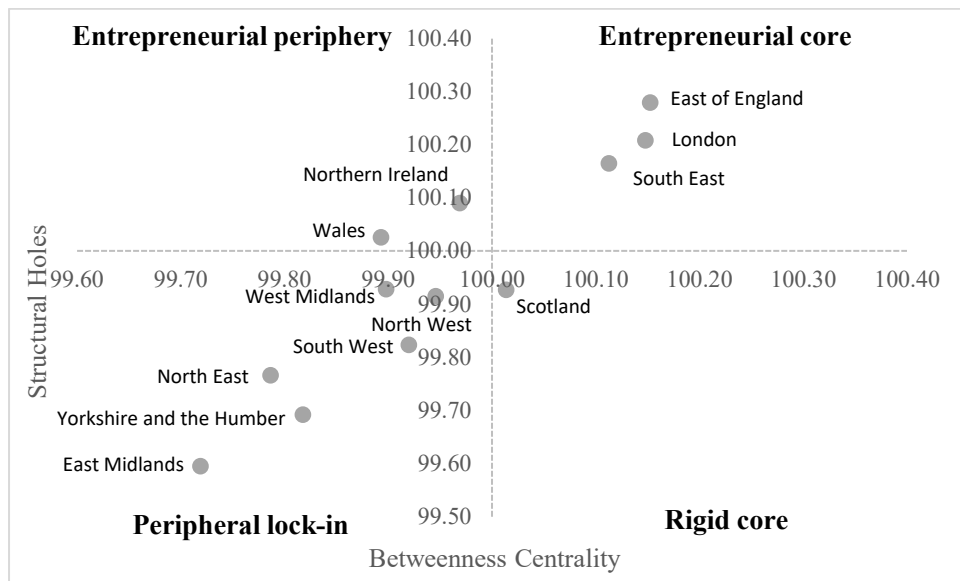 Entrepreneurial periphery
Entrepreneurial core
100.40
100.30
East of England
100.20
London
Northern Ireland
South East
100.10
Wales
100.00
99.60 99.70 99.80 99.90 100.00 100.10 100.20 100.30 100.40
West Midlands
99.90
Scotland
North West
South West
99.80
North East
99.70
Yorkshire and the Humber
East Midlands
99.60
99.50
Peripheral lock-in
Rigid core
Structural Holes
Betweenness Centrality